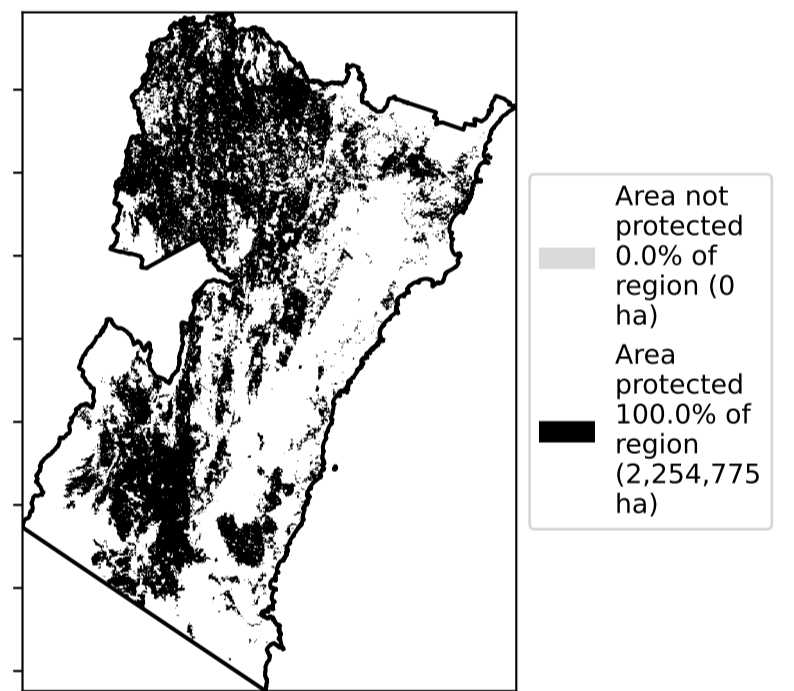 Area not
protected
0.0% of
region (0
ha)
Area
protected
100.0% of
region
(2,254,775
ha)